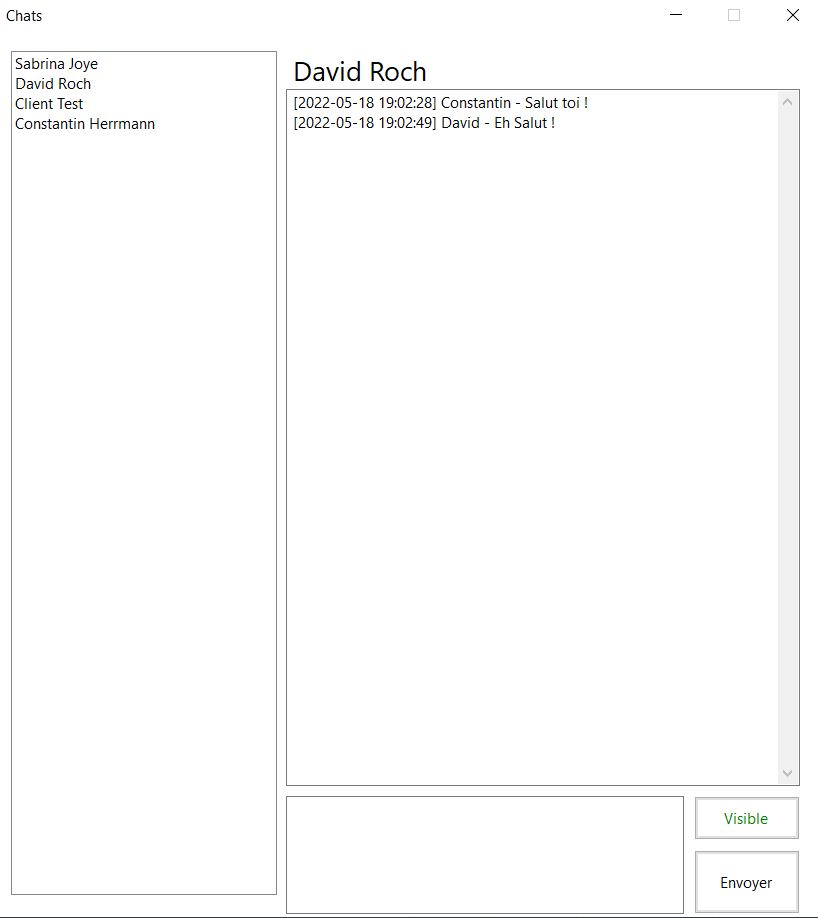 Chats
Sabrina Joye
David Roch
Client Test
Constantin Herrmann
David Roch
[2022-05-18 19:02:28] Constantin - Salut toi !
[2022-05-18 19:02:49] David - Eh Salut !
Visible
Envoyer